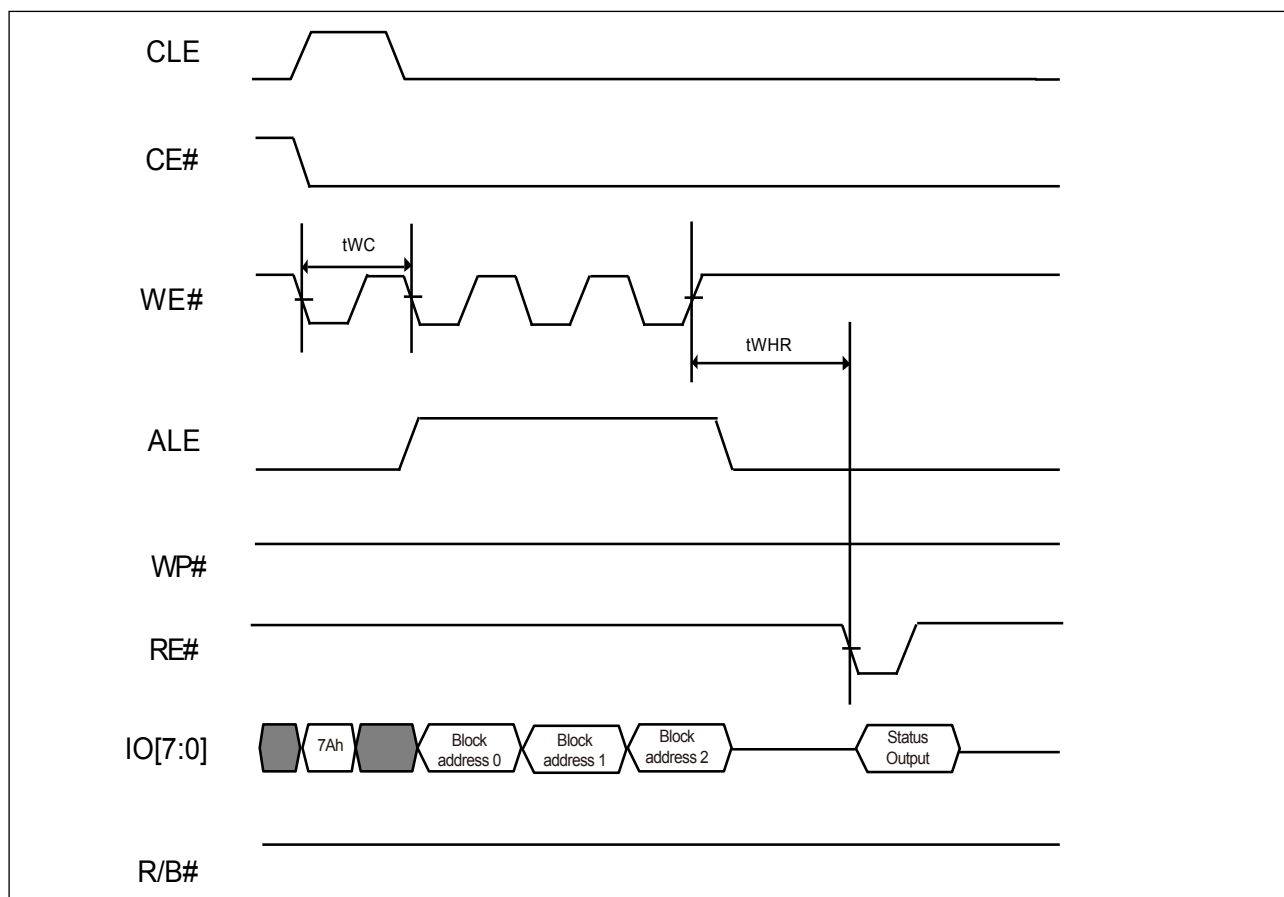 CLE
CE#
tWC
WE#
tWHR
ALE
WP#
RE#
IO[7:0]
7Ah
Block
address 0
Block
address 1
Block
address 2
Status
Output
R/B#